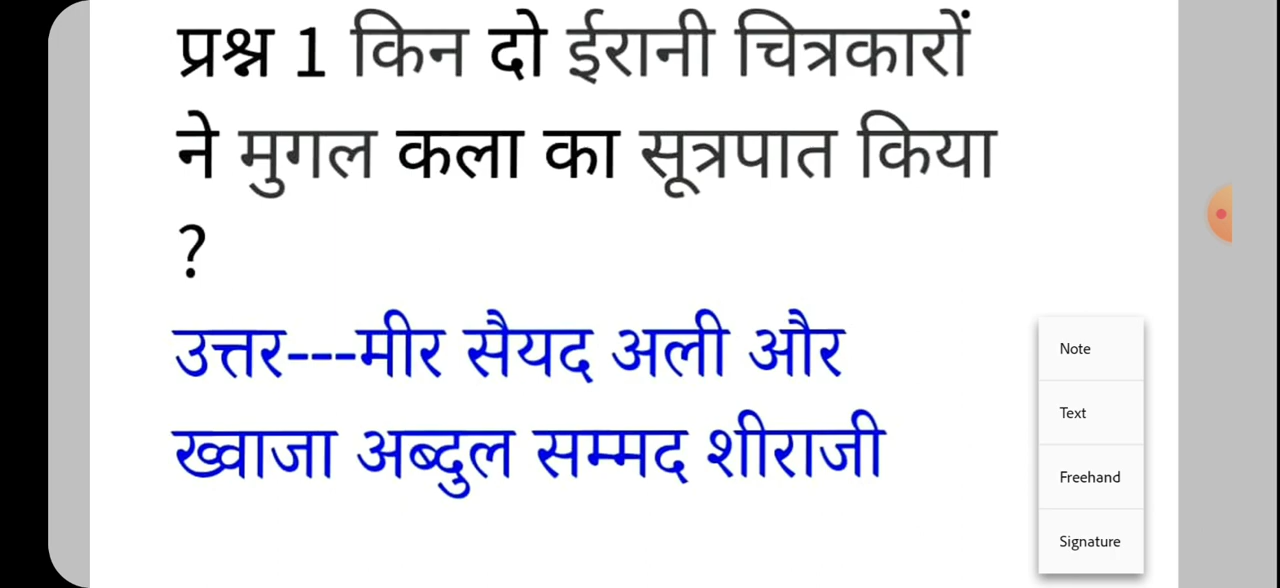 प्रश्न 1 किन दो ईरानी चित्रकारों
ने मुगल कला का सूत्रपात किया
?
उत्तर---मीर सैयद अली और
ख्वाजा अब्दुल सम्मद शीराजी
Note
Text
Freehand
Signature